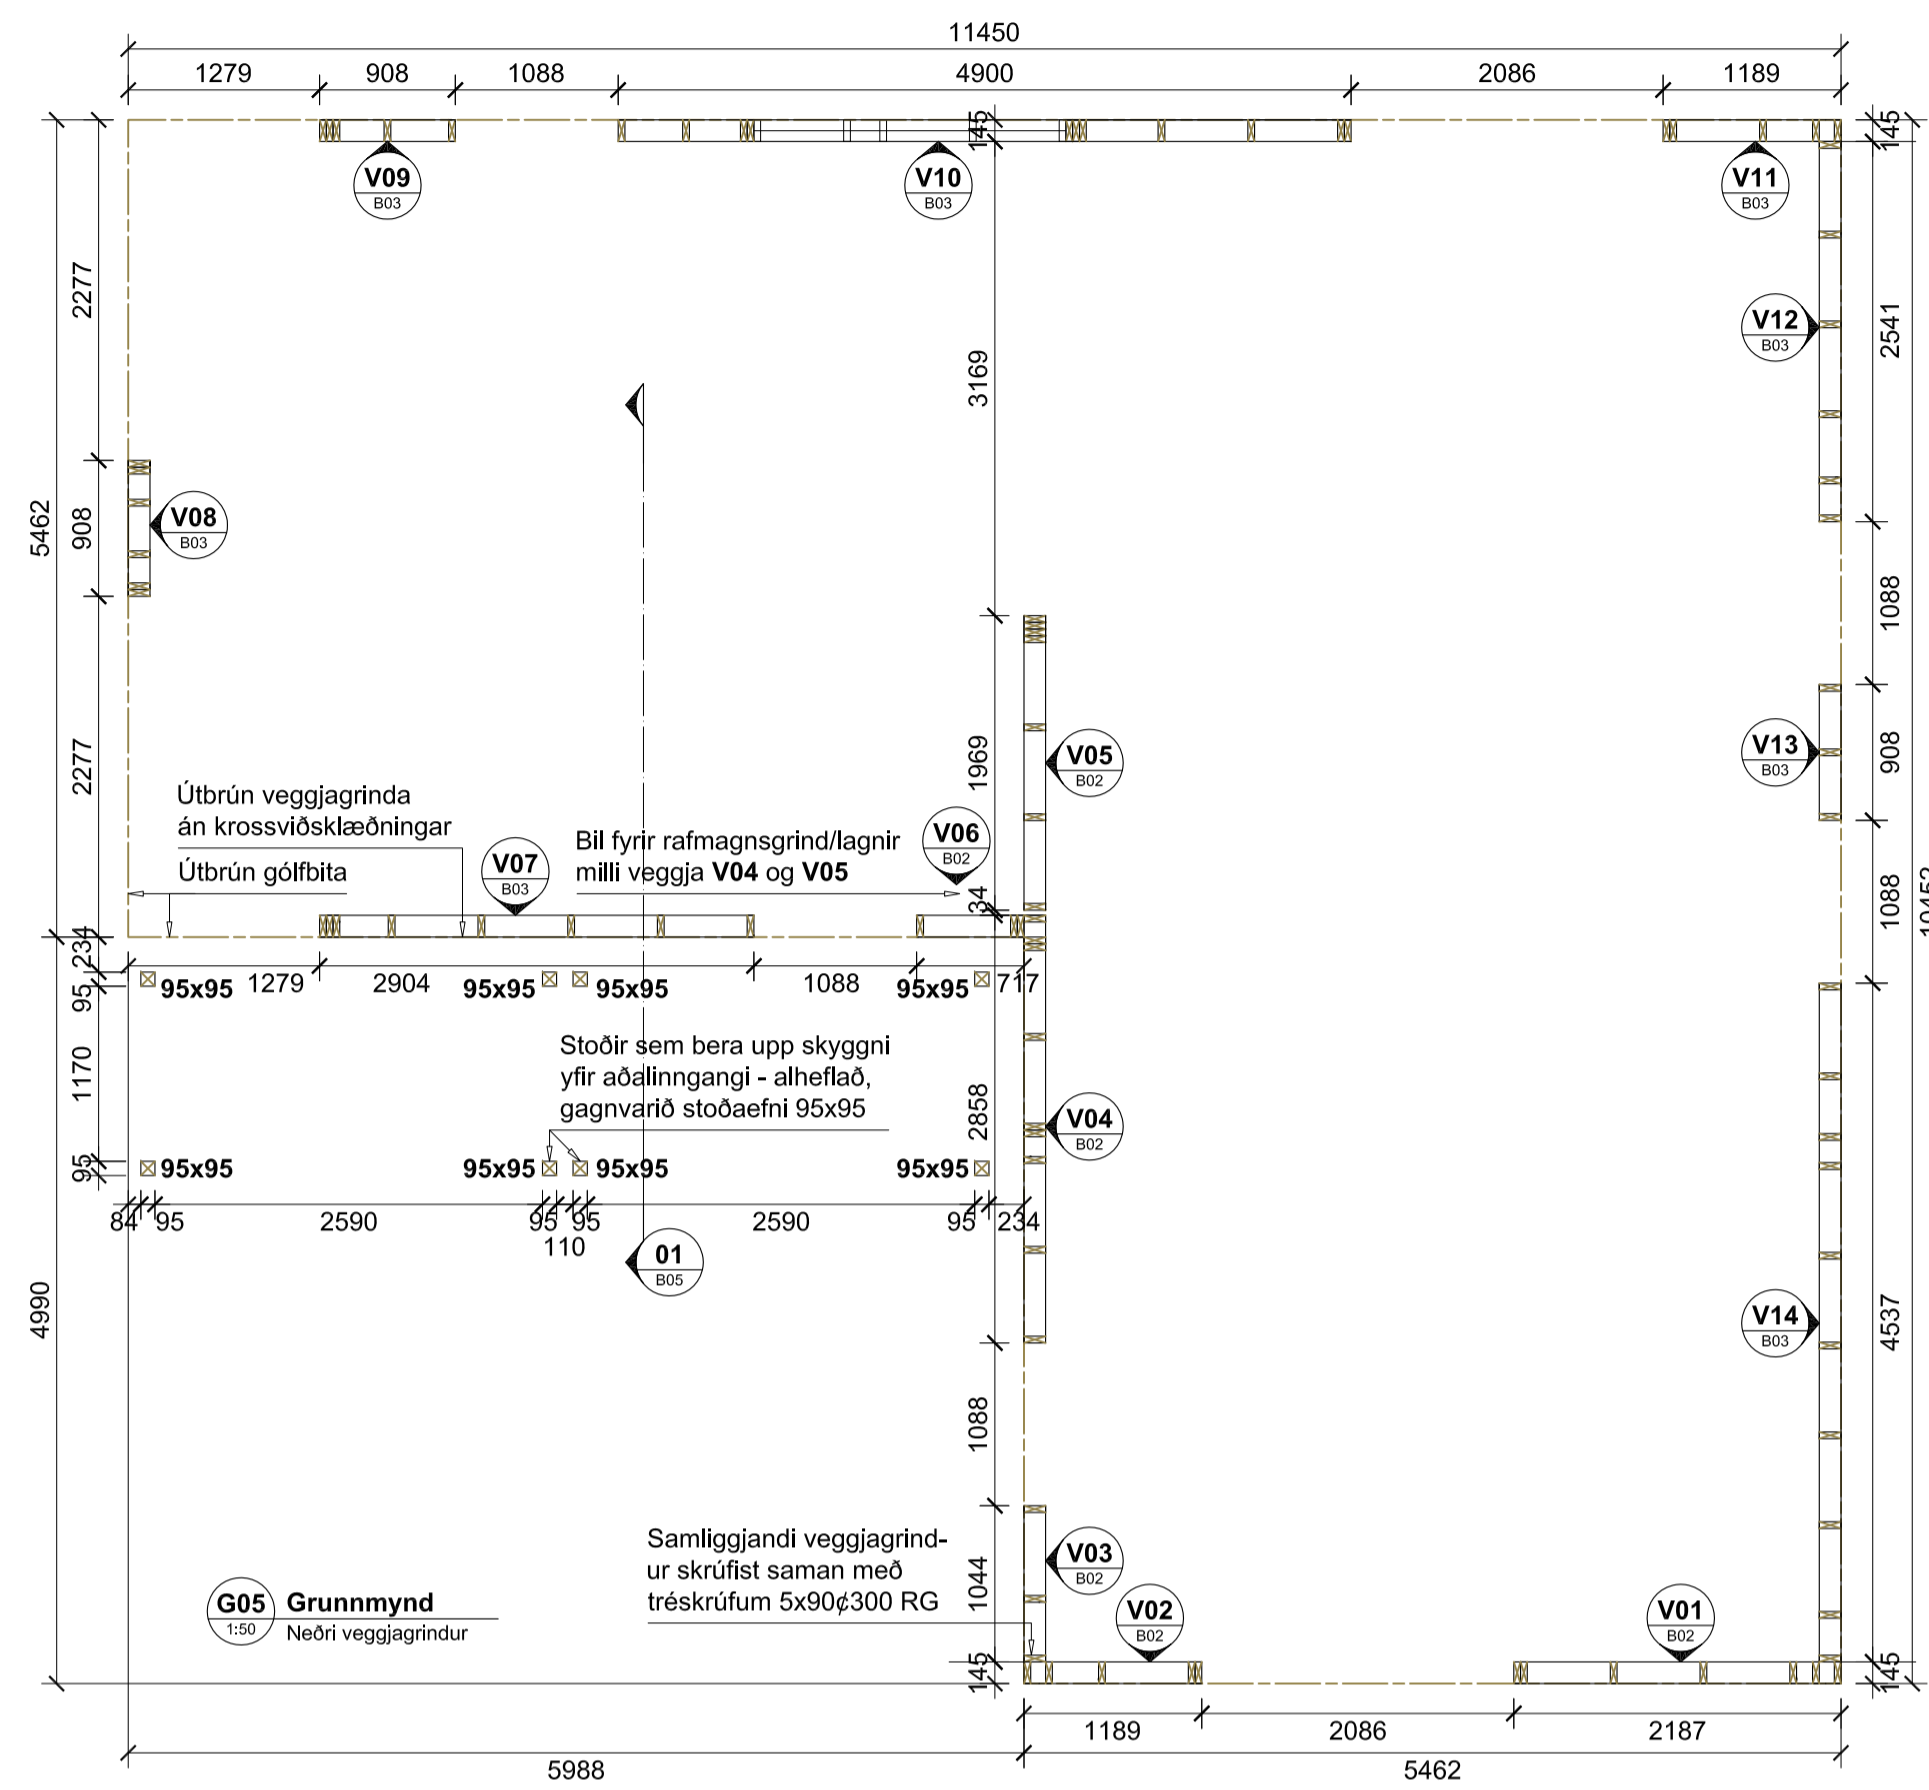 11450
1279 908 1088 4900 2086 1189
145
145
V09
B03
V10
B03
V11
B03
2277
3169
2541
V12
B03
5462
908
V08
B03
1088
2277
1969
V05
B02
V13
B03
908
Útbrún veggjagrinda
án krossviðsklæðningar
Útbrún gólfbita
V07
B03
Bil fyrir rafmagnsgrind/lagnir
milli veggja V04 og V05
V06
B02
34
1088
234
95
1279 2904 1088 717
95x95 95x95 95x95 95x95
1170
Stoðir sem bera upp skyggni
yfir aðalinngangi - alheflað,
gagnvarið stoðaefni 95x95
2858
V04
B02
95
95x95 95x95 95x95 95x95
84 95 2590 95 95 2590 95 234
110
01
B05
4990
V14
B03
4537
1088
Samliggjandi veggjagrind-
ur skrúfist saman með
tréskrúfum 5x90¢300 RG
1044
V03
B02
G05
1:50
Grunnmynd
Neðri veggjagrindur
V02
B02
V01
B02
145
145
1189 2086 2187
5988 5462